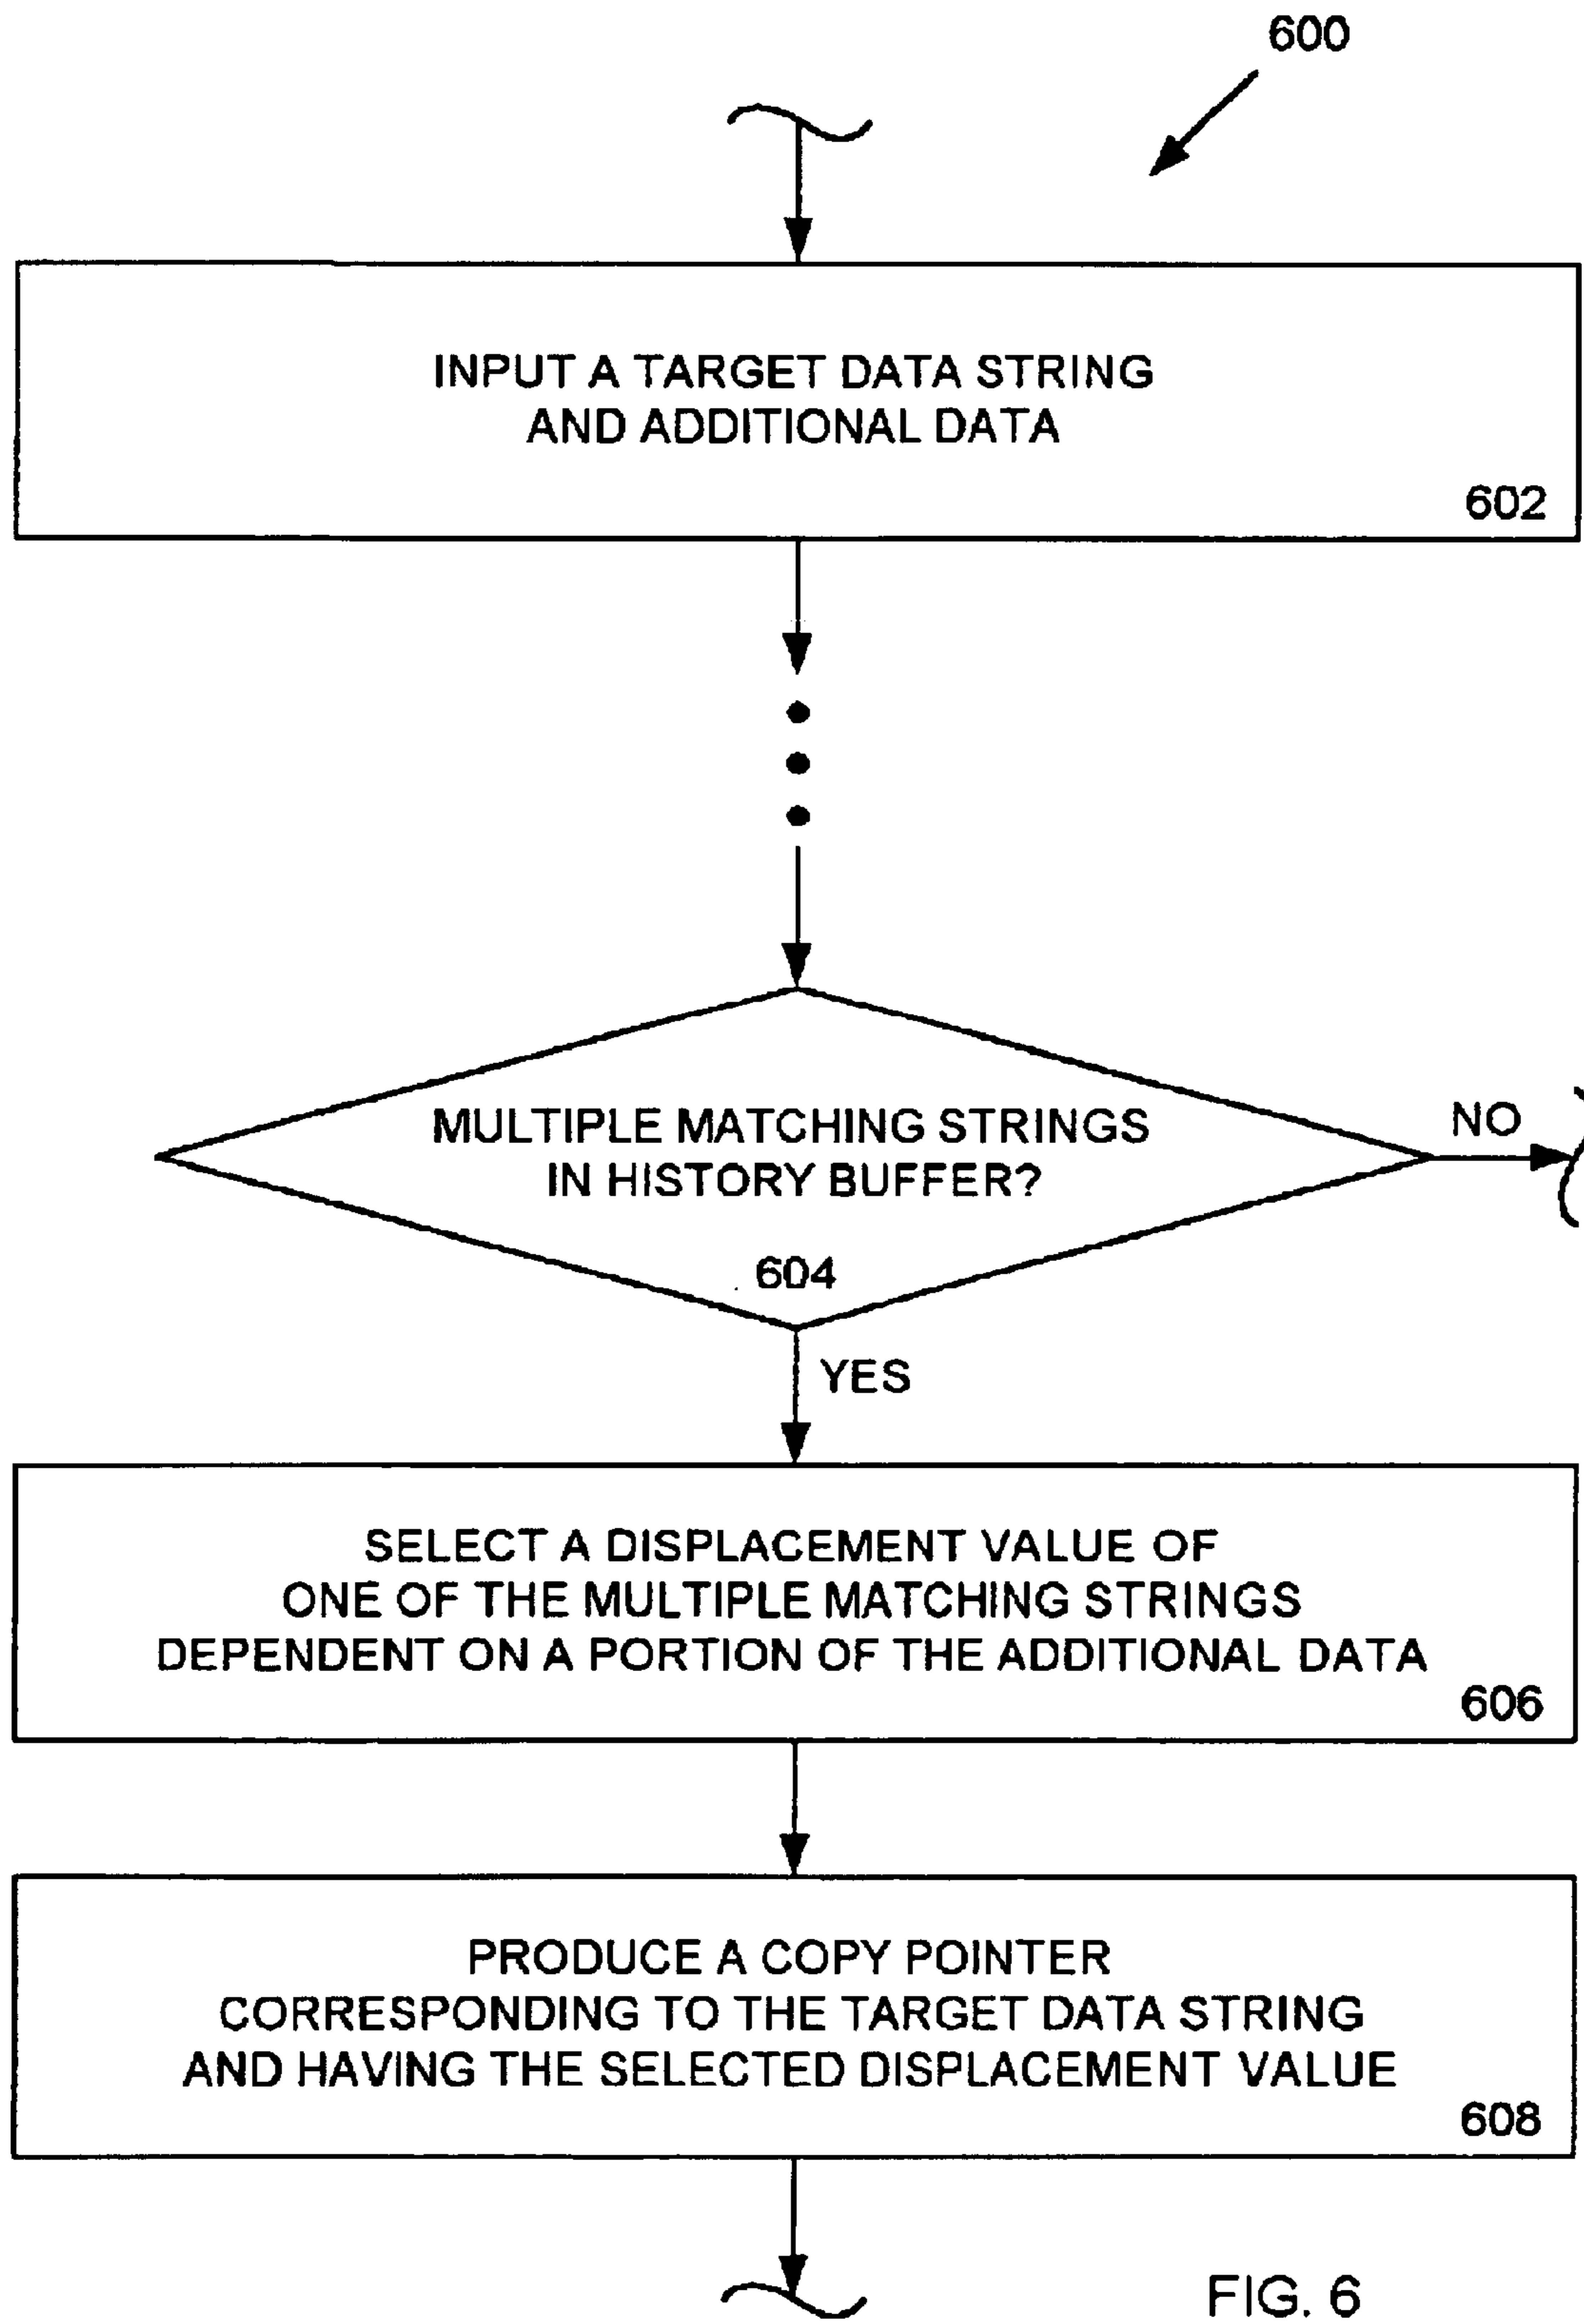 600
INPUT A TARGET DATA STRING
AND ADDITIONAL DATA
602
MULTIPLE MATCHING STRINGS
IN HISTORY BUFFER?
604
NO
YES
SELECT A DISPLACEMENT VALUE OF
ONE OF THE MULTIPLE MATCHING STRINGS
DEPENDENT ON A PORTION OF THE ADDITIONAL DATA
606
PRODUCE A COPY POINTER
CORRESPONDING TO THE TARGET DATA STRING
AND HAVING THE SELECTED DISPLACEMENT VALUE
608
FIG. 6